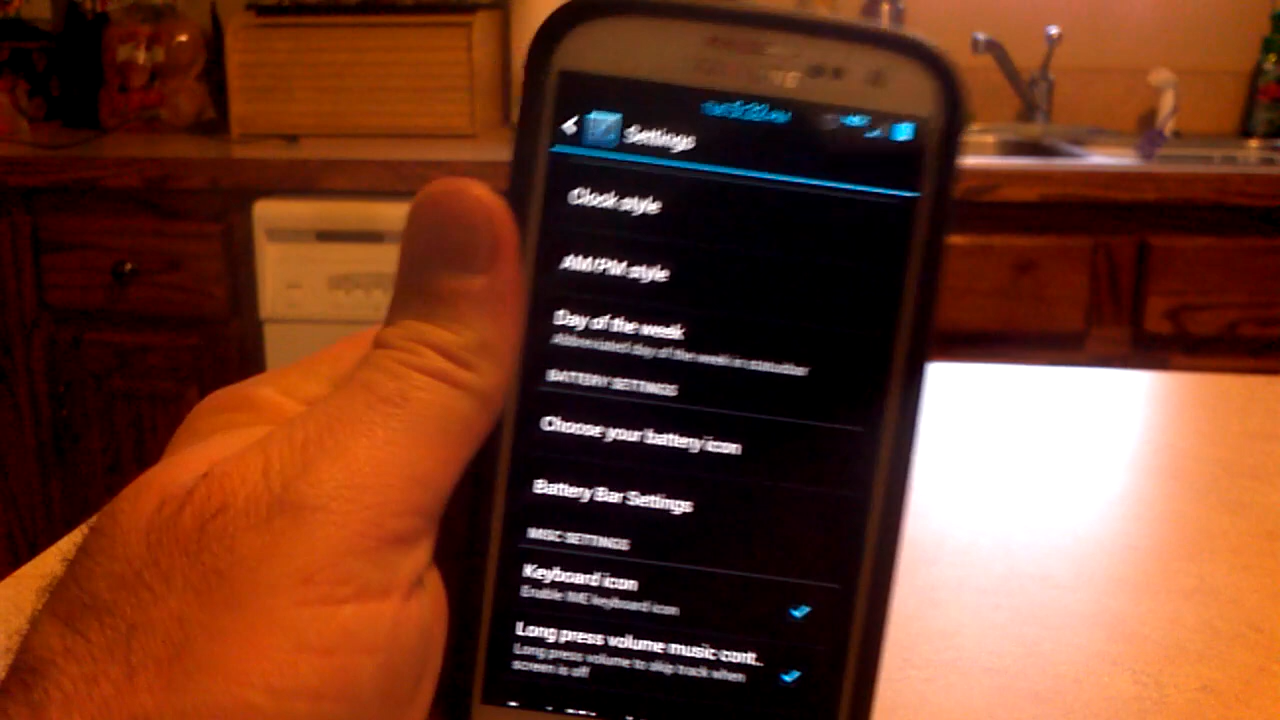 Settings
Clock style
AM/PM style
Day of the week
Abbreviated day of the week in statusbar
BATTERY SETTINGS
Choose your battery icon
Battery Bar Settings
MISC SETTINGS
Keyboard icon
Enable IME keyboard icon
Long press volume music cont..
Long press volume to skip track when
screen is off